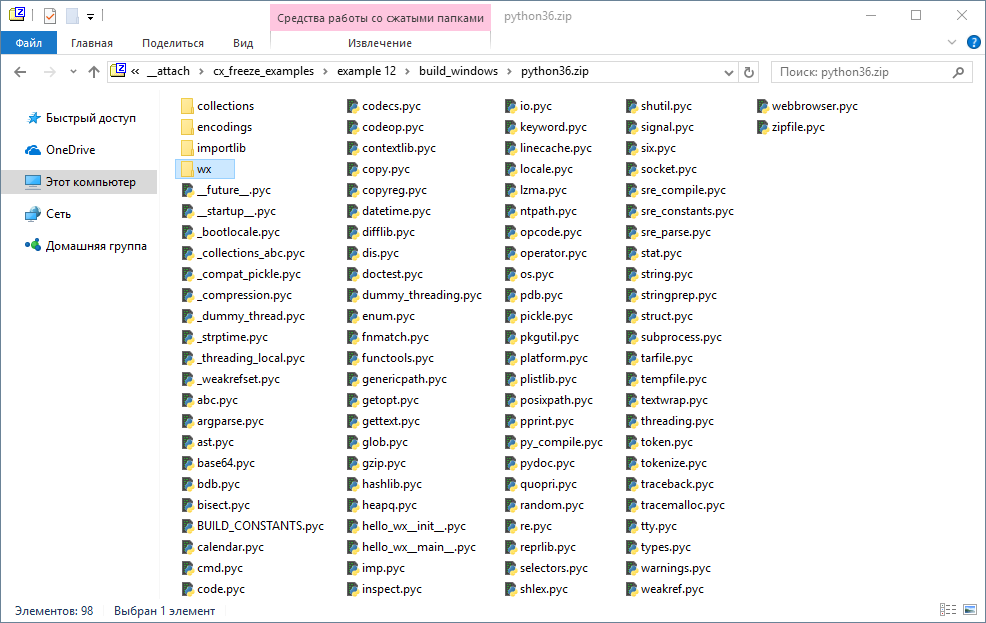 Средства работы со сжатыми папками
python36.zip
Файл
Главная
Поделиться
Вид
Извлечение
« __attach › cx_freeze_examples › example 12 › build_windows › python36.zip
Поиск: python36.zip
Быстрый доступ
OneDrive
Этот компьютер
Сеть
Домашняя группа
collections
encodings
importlib
wx
__future__.pyc
__startup__.pyc
_bootlocale.pyc
_collections_abc.pyc
_compat_pickle.pyc
_compression.pyc
_dummy_thread.pyc
_strptime.pyc
_threading_local.pyc
_weakrefset.pyc
abc.pyc
argparse.pyc
ast.pyc
base64.pyc
bdb.pyc
bisect.pyc
BUILD_CONSTANTS.pyc
calendar.pyc
cmd.pyc
code.pyc
codecs.pyc
codeop.pyc
contextlib.pyc
copy.pyc
copyreg.pyc
datetime.pyc
difflib.pyc
dis.pyc
doctest.pyc
dummy_threading.pyc
enum.pyc
fnmatch.pyc
functools.pyc
genericpath.pyc
getopt.pyc
gettext.pyc
glob.pyc
gzip.pyc
hashlib.pyc
heapq.pyc
hello_wx__init__.pyc
hello_wx__main__.pyc
imp.pyc
inspect.pyc
io.pyc
keyword.pyc
linecache.pyc
locale.pyc
lzma.pyc
ntpath.pyc
opcode.pyc
operator.pyc
os.pyc
pdb.pyc
pickle.pyc
pkgutil.pyc
platform.pyc
plistlib.pyc
posixpath.pyc
pprint.pyc
py_compile.pyc
pydoc.pyc
quopri.pyc
random.pyc
re.pyc
reprlib.pyc
selectors.pyc
shlex.pyc
shutil.pyc
signal.pyc
six.pyc
socket.pyc
sre_compile.pyc
sre_constants.pyc
sre_parse.pyc
stat.pyc
string.pyc
stringprep.pyc
struct.pyc
subprocess.pyc
tarfile.pyc
tempfile.pyc
textwrap.pyc
threading.pyc
token.pyc
tokenize.pyc
traceback.pyc
tracemalloc.pyc
tty.pyc
types.pyc
warnings.pyc
weakref.pyc
webbrowser.pyc
zipfile.pyc
Элементов: 98
Выбран 1 элемент